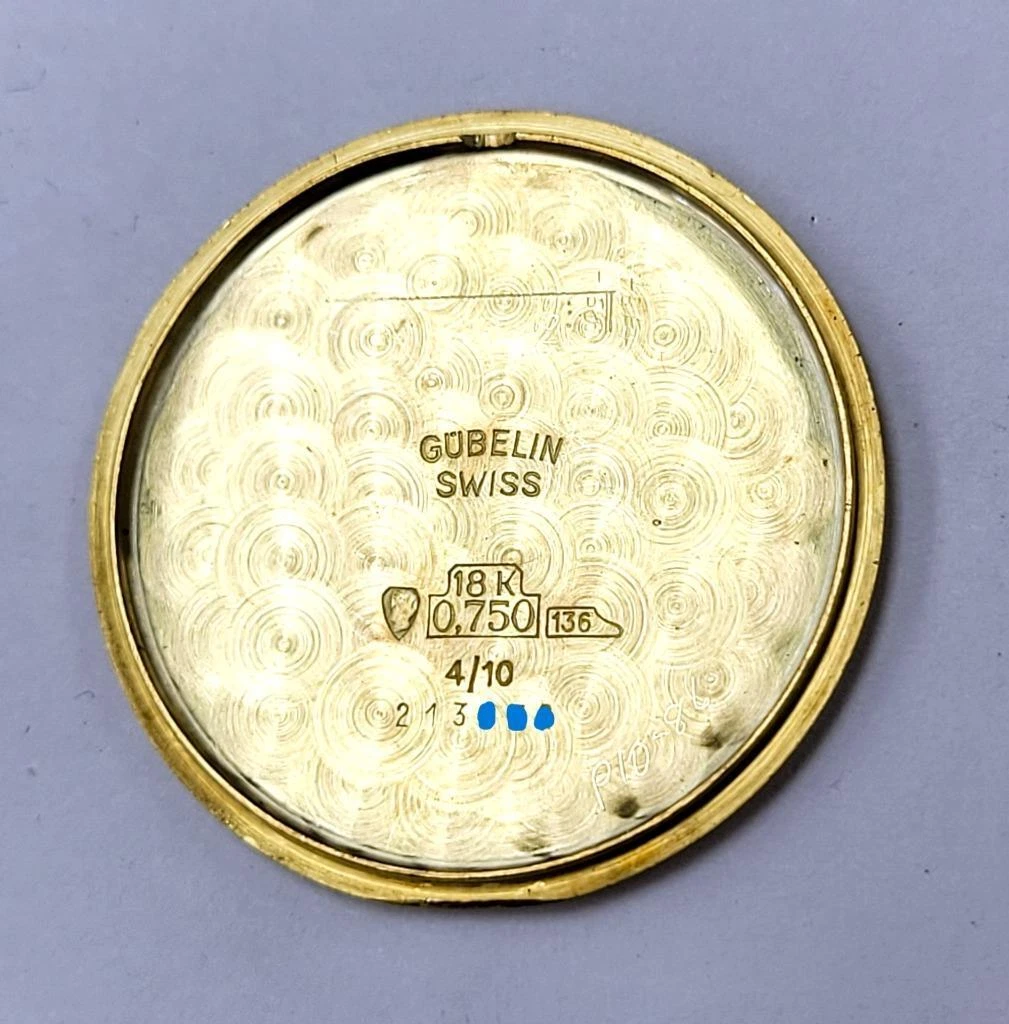 GÜBELIN
SWISS
18 K
0,750
136
4/10
213